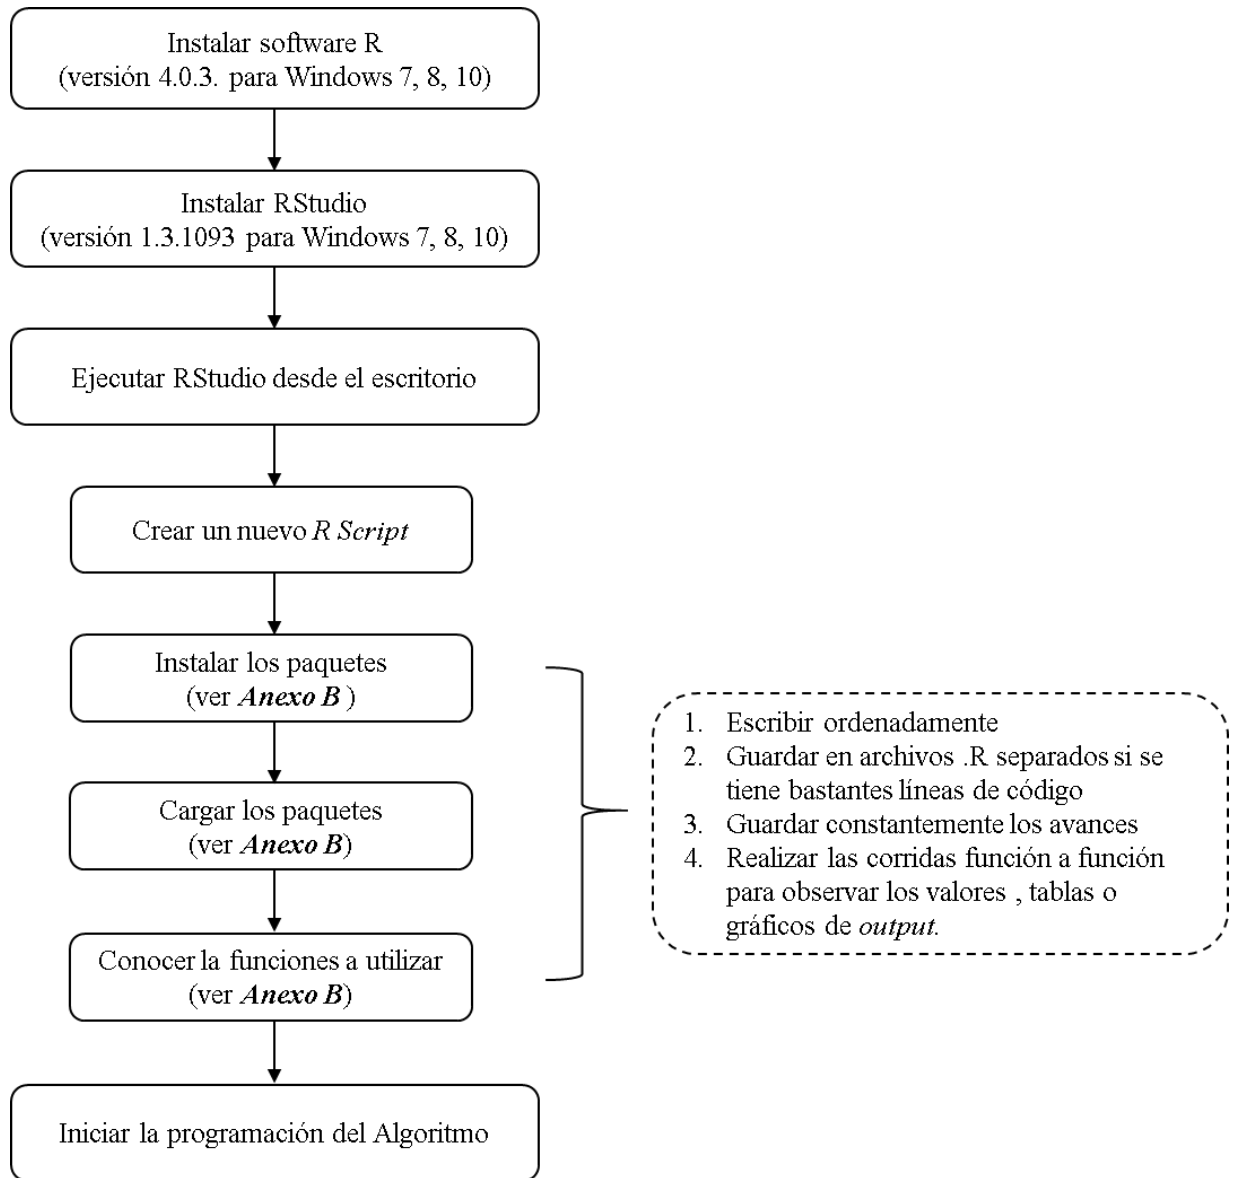 Instalar software R
(versión 4.0.3. para Windows 7, 8, 10)
Instalar RStudio
(versión 1.3.1093 para Windows 7, 8, 10)
Ejecutar RStudio desde el escritorio
Crear un nuevo R Script
Instalar los paquetes
(ver Anexo B )
Cargar los paquetes
(ver Anexo B)
Conocer la funciones a utilizar
(ver Anexo B)
1. Escribir ordenadamente
2. Guardar en archivos .R separados si se
tiene bastantes líneas de código
3. Guardar constantemente los avances
4. Realizar las corridas función a función
para observar los valores , tablas o
gráficos de output.
Iniciar la programación del Algoritmo